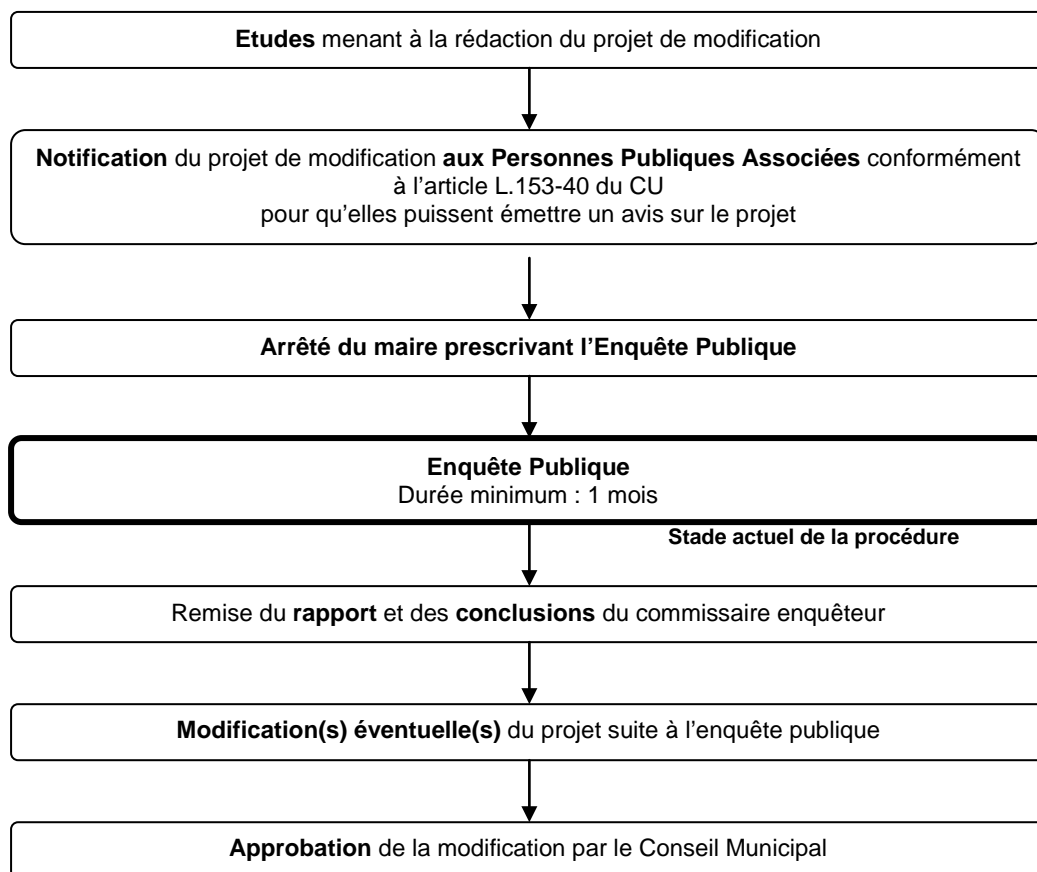 Etudes menant à la rédaction du projet de modification
Notification du projet de modification aux Personnes Publiques Associées conformément
à l’article L.153-40 du CU
pour qu’elles puissent émettre un avis sur le projet
Arrêté du maire prescrivant l’Enquête Publique
Enquête Publique
Durée minimum : 1 mois
Stade actuel de la procédure
Remise du rapport et des conclusions du commissaire enquêteur
Modification(s) éventuelle(s) du projet suite à l’enquête publique
Approbation de la modification par le Conseil Municipal